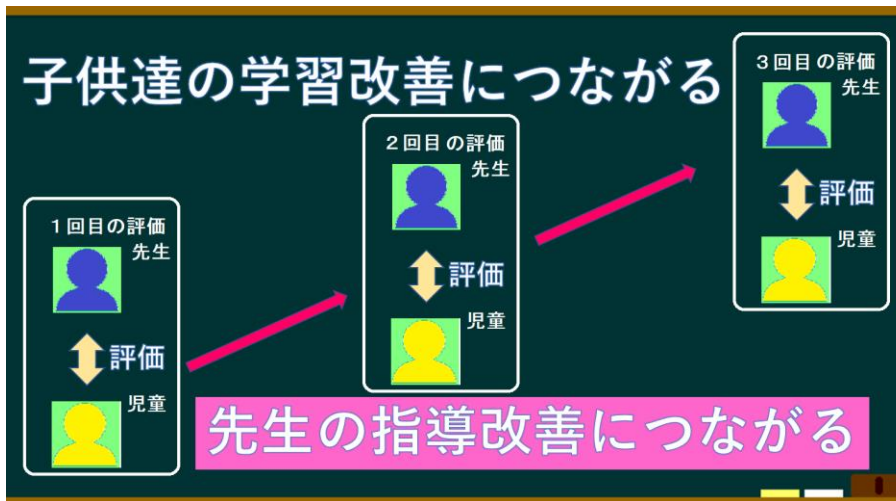 子供達の学習改善につながる
1回目の評価
先生
評価
児童
2回目の評価
先生
評価
児童
3回目の評価
先生
評価
児童
先生の指導改善につながる